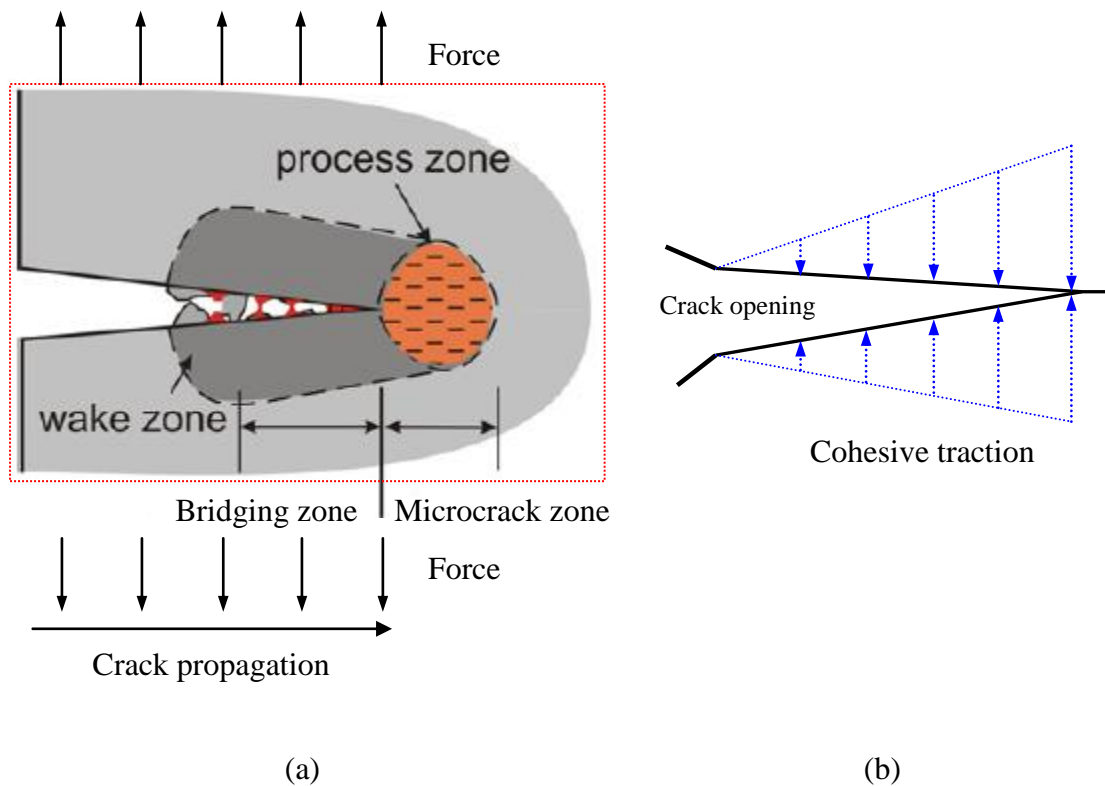 Force
process zone
wake zone
Bridging zone
Microcrack zone
Force
Crack propagation
(a)
Crack opening
Cohesive traction
(b)